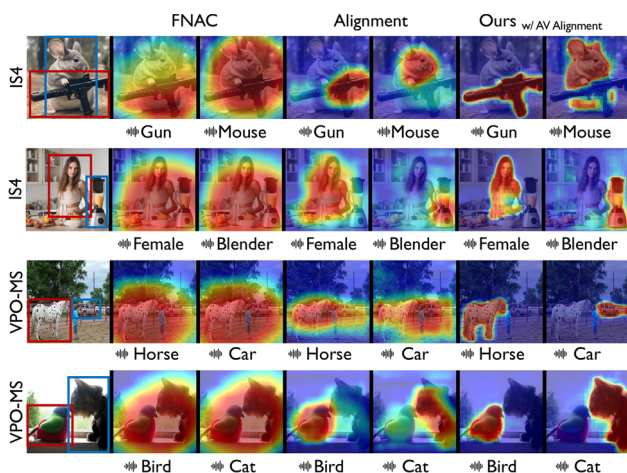 FNAC Alignment Ours w/ AV Alignment
IS4
Gun Mouse Gun Mouse Gun Mouse
IS4
Female Blender Female Blender Female Blender
VPO-MS
Horse Car Horse Car Horse Car
VPO-MS
Bird Cat Bird Cat Bird Cat